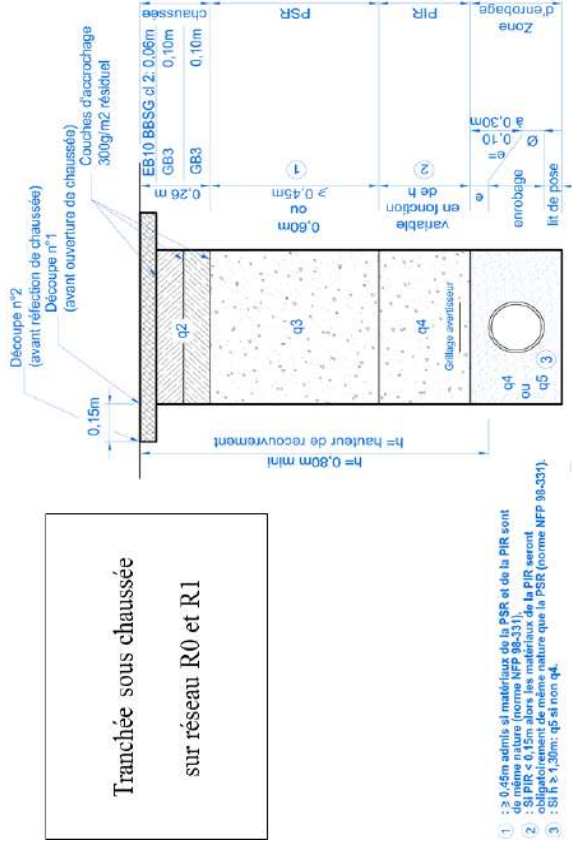 Tranchée sous chaussée
sur réseau R0 et R1
Découpe n°2
(avant réfection de chaussée)
Découpe n°1
(avant ouverture de chaussée)
Couches d'accrochage
300g/m2 résiduel
0,15m
EB10 BBSG cl 2: 0,06m
GB3 0,10m
GB3 0,10m
0,26 m
chaussée
q2
1
0,60m
ou
≥ 0,45m
PSR
q3
2
variable
en fonction
de h
PIR
q4
Grillage avertisseur
h= 0,80m mini
h= hauteur de recouvrement
q4
ou
q5
3
e
e=
0,10
à 0,30m
Ø
enrobage
lit de pose
Zone
d'enrobage
1 : ≥ 0,45m admis si matériaux de la PSR et de la PIR sont
de même nature (norme NFP 98-331).
2 : Si PIR < 0,15m alors les matériaux de la PIR seront
obligatoirement de même nature que la PSR (norme NFP 98-331).
3 : Si h ≥ 1,30m: q5 si non q4.